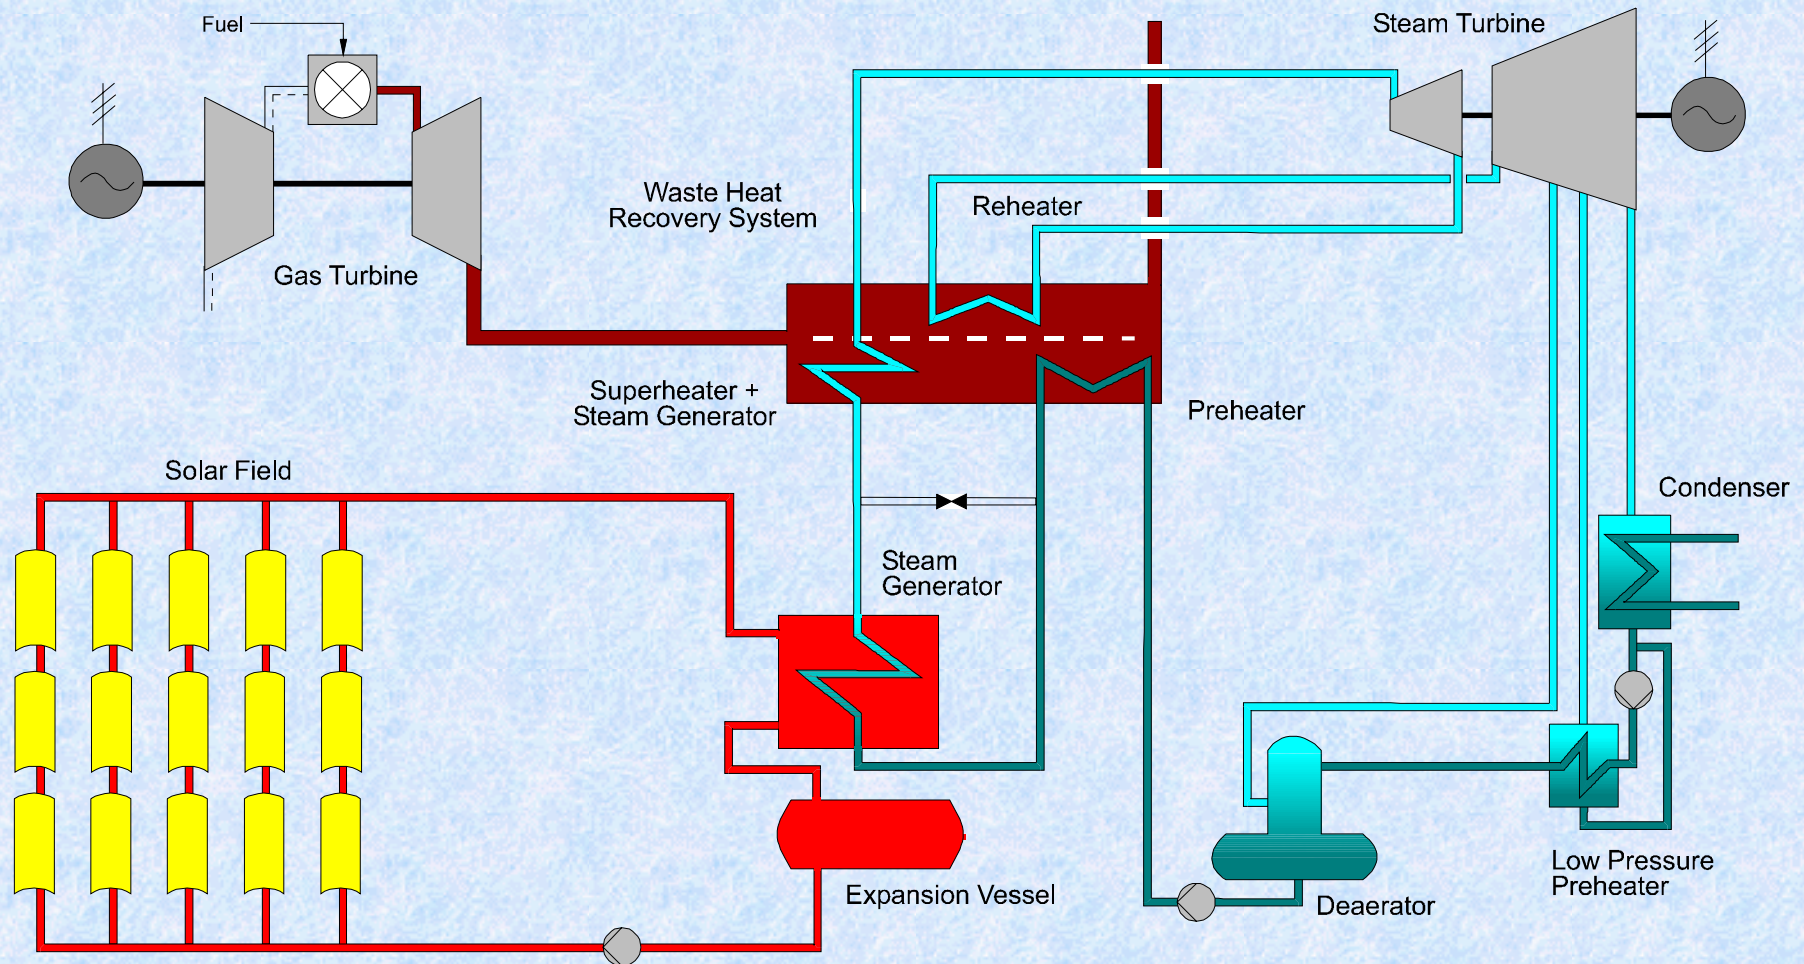 Fuel
Steam Turbine
Waste Heat
Recovery System
Reheater
Gas Turbine
Superheater +
Steam Generator
Preheater
Solar Field
Condenser
Steam
Generator
Expansion Vessel
Low Pressure
Preheater
Deaerator